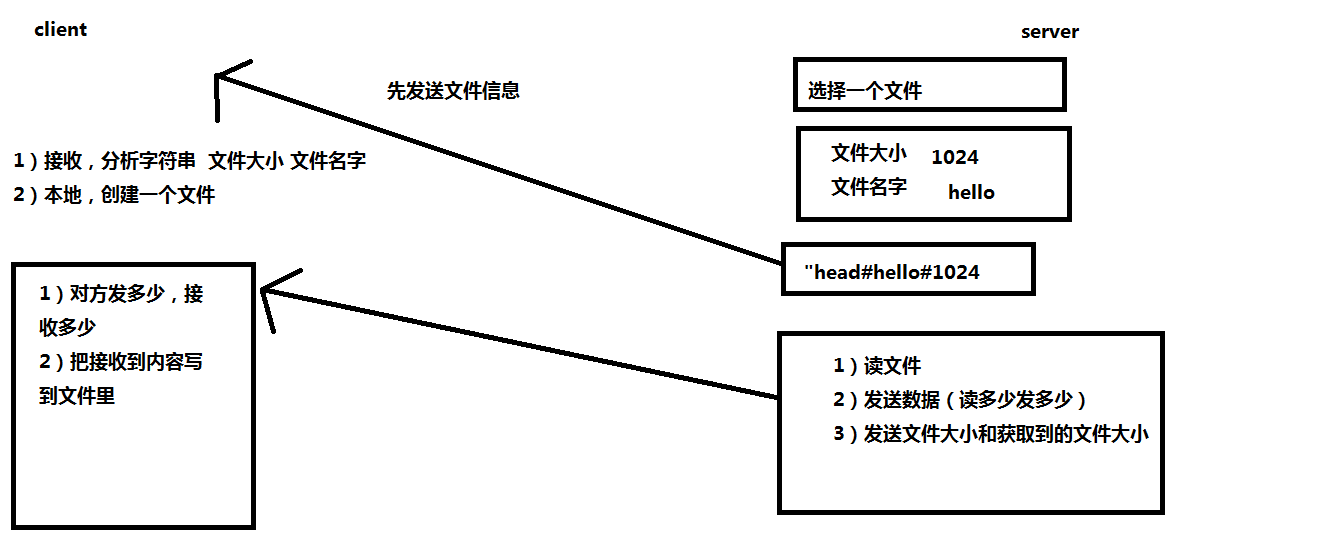 client
server
先发送文件信息
选择一个文件
1）接收，分析字符串 文件大小 文件名字
2）本地，创建一个文件
文件大小 1024
文件名字 hello
"head#hello#1024
1）对方发多少，接
收多少
2）把接收到内容写
到文件里
1）读文件
2）发送数据（读多少发多少）
3）发送文件大小和获取到的文件大小